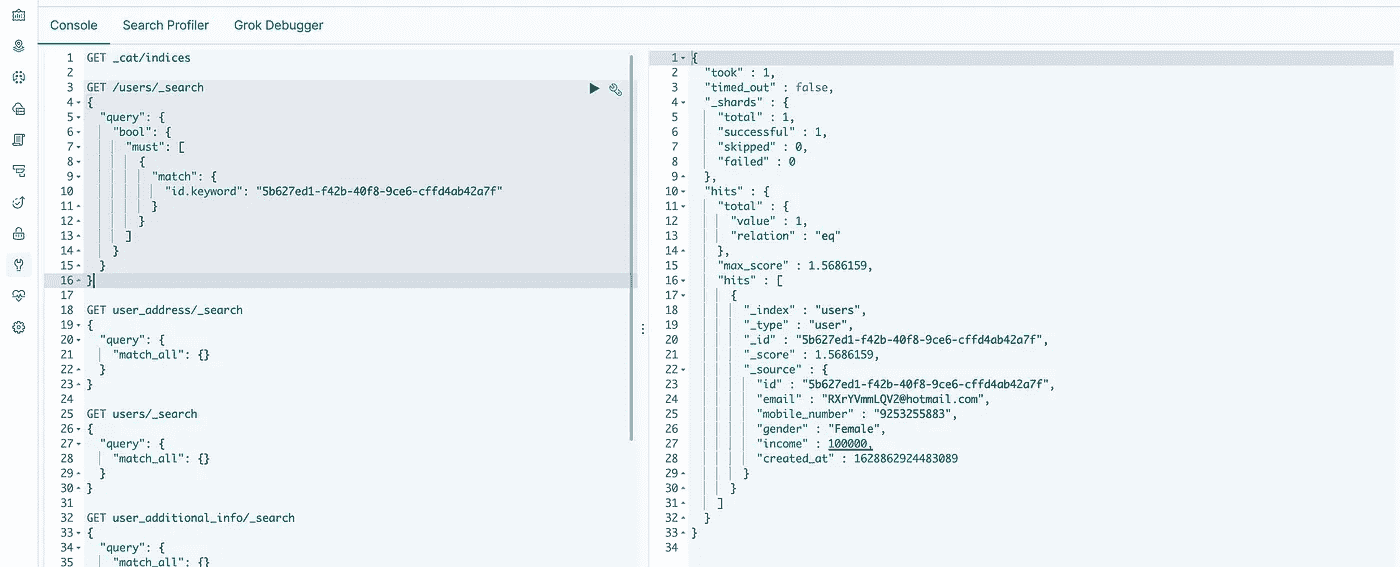 Console Search Profiler Grok Debugger
1 GET _cat/indices
2
3 GET /users/_search
4 {
5 "query": {
6 "bool": {
7 "must": [
8 {
9 "match": {
10 "id.keyword": "5b627ed1-f42b-40f8-9ce6-cffd4ab42a7f"
11 }
12 }
13 ]
14 }
15 }
16 }
17
18 GET user_address/_search
19 {
20 "query": {
21 "match_all": {}
22 }
23 }
24
25 GET users/_search
26 {
27 "query": {
28 "match_all": {}
29 }
30 }
31
32 GET user_additional_info/_search
33 {
34 "query": {
35 "match_all": {}
1 {
2 "took" : 1,
3 "timed_out" : false,
4 "_shards" : {
5 "total" : 1,
6 "successful" : 1,
7 "skipped" : 0,
8 "failed" : 0
9 },
10 "hits" : {
11 "total" : {
12 "value" : 1,
13 "relation" : "eq"
14 },
15 "max_score" : 1.5686159,
16 "hits" : [
17 {
18 "_index" : "users",
19 "_type" : "user",
20 "_id" : "5b627ed1-f42b-40f8-9ce6-cffd4ab42a7f",
21 "_score" : 1.5686159,
22 "_source" : {
23 "id" : "5b627ed1-f42b-40f8-9ce6-cffd4ab42a7f",
24 "email" : "RXrYVmmLQV2@hotmail.com",
25 "mobile_number" : "9253255883",
26 "gender" : "Female",
27 "income" : 100000,
28 "created_at" : 1628862924483089
29 }
30 }
31 ]
32 }
33 }
34